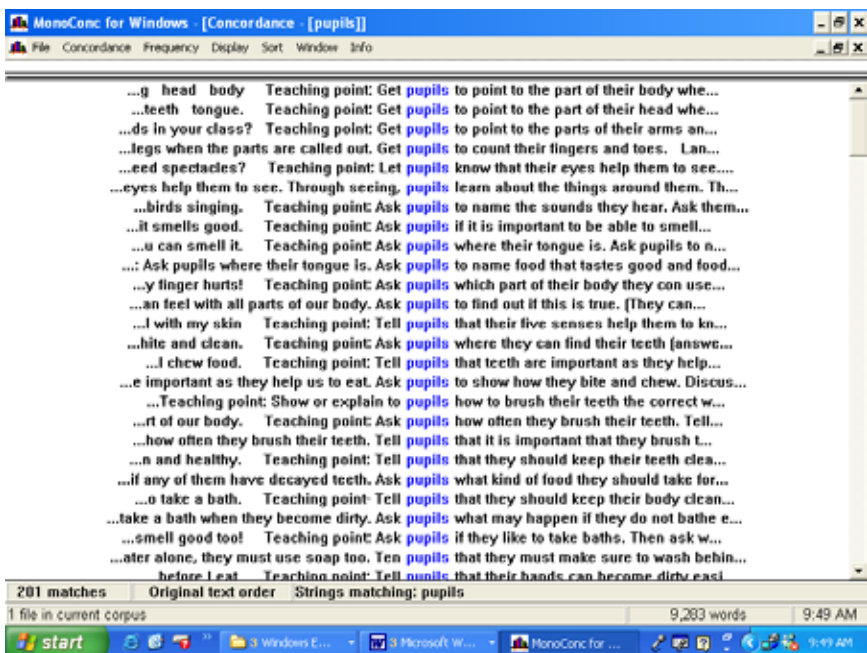 MonoConc for Windows - [Concordance - [pupils]]
File Concordance Frequency Display Sort Window Info
...g head body Teaching point: Get pupils to point to the part of their body whe...
...teeth tongue. Teaching point: Get pupils to point to the part of their head whe...
...ds in your class? Teaching point: Get pupils to point to the parts of their arms an...
...legs when the parts are called out. Get pupils to count their fingers and toes. Lan...
...eed spectacles? Teaching point: Let pupils know that their eyes help them to see....
...eyes help them to see. Through seeing, pupils learn about the things around them. Th...
...birds singing. Teaching point: Ask pupils to name the sounds they hear. Ask them...
...it smells good. Teaching point: Ask pupils if it is important to be able to smell...
...u can smell it. Teaching point: Ask pupils where their tongue is. Ask pupils to n...
...: Ask pupils where their tongue is. Ask pupils to name food that tastes good and food...
...y finger hurts! Teaching point: Ask pupils which part of their body they con use...
...an feel with all parts of our body. Ask pupils to find out if this is true. (They can...
...l with my skin Teaching point: Tell pupils that their five senses help them to kn...
...hite and clean. Teaching point: Ask pupils where they can find their teeth (answe...
...I chew food. Teaching point: Tell pupils that teeth are important as they help...
...e important as they help us to eat. Ask pupils to show how they bite and chew. Discus...
...Teaching point: Show or explain to pupils how to brush their teeth the correct w...
...rt of our body. Teaching point: Ask pupils how often they brush their teeth. Tell...
...how often they brush their teeth. Tell pupils that it is important that they brush t...
...n and healthy. Teaching point: Tell pupils that they should keep their teeth clea...
...if any of them have decayed teeth. Ask pupils what kind of food they should take for...
...o take a bath. Teaching point- Tell pupils that they should keep their body clean...
...take a bath when they become dirty. Ask pupils what may happen if they do not bathe e...
...smell good too! Teaching point: Ask pupils if they like to take baths. Then ask w...
...ater alone, they must use soap too. Ten pupils that they must make sure to wash behin...
before I eat Teaching point: Tell pupils that their hands can become dirty easi
201 matches Original text order Strings matching: pupils
1 file in current corpus 9,283 words 9:49 AM
start 3 Windows E... 3 Microsoft W... MonoConc for ... 9:49 AM